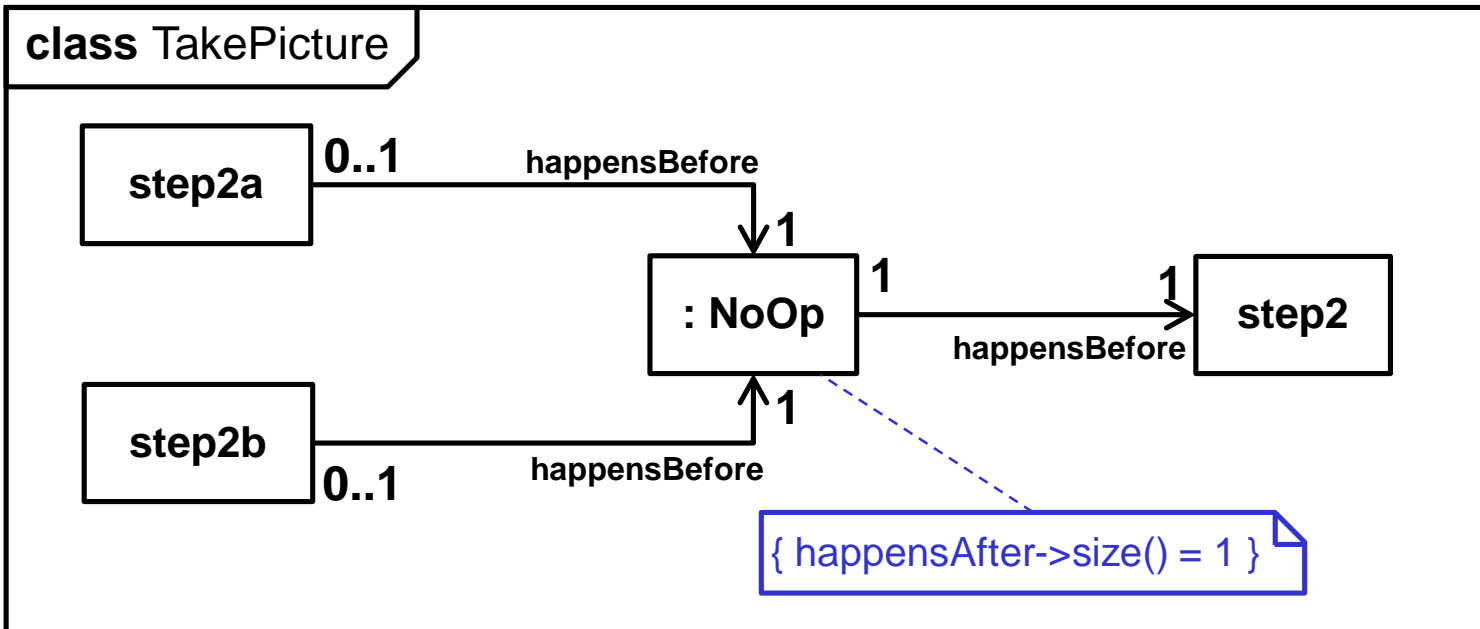 class TakePicture
step2a
0..1
happensBefore
1
: NoOp
1
1
happensBefore
step2
step2b
0..1
happensBefore
1
{ happensAfter->size() = 1 }